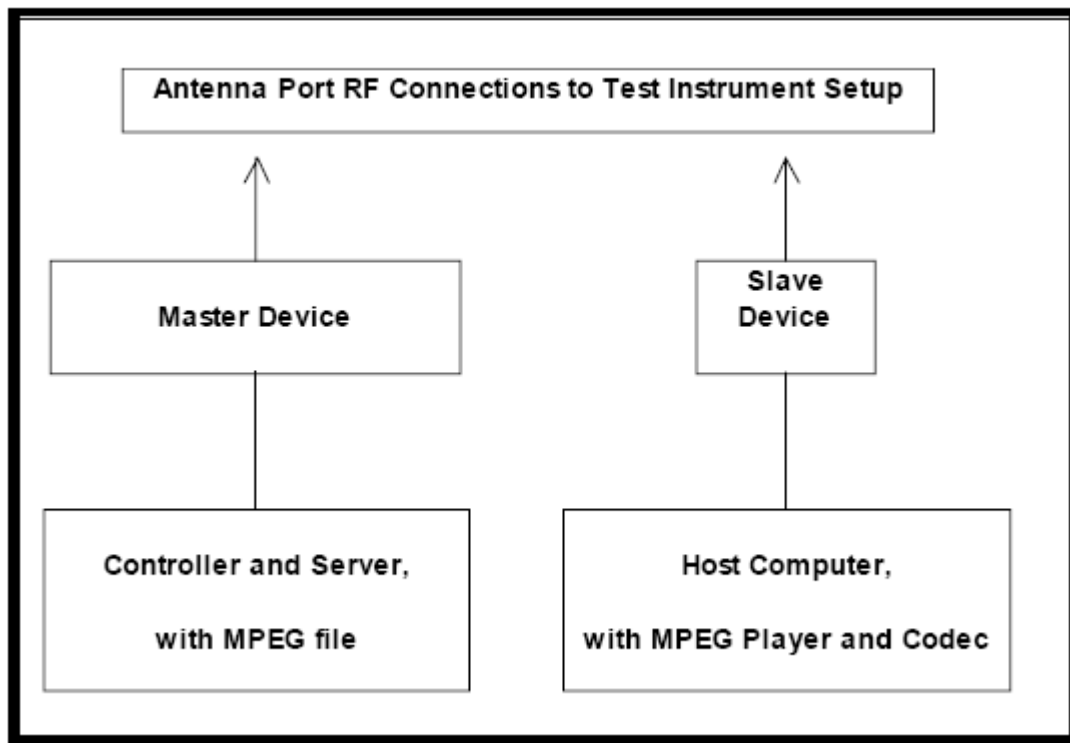 Antenna Port RF Connections to Test Instrument Setup
Master Device
Slave
Device
Controller and Server,
with MPEG file
Host Computer,
with MPEG Player and Codec